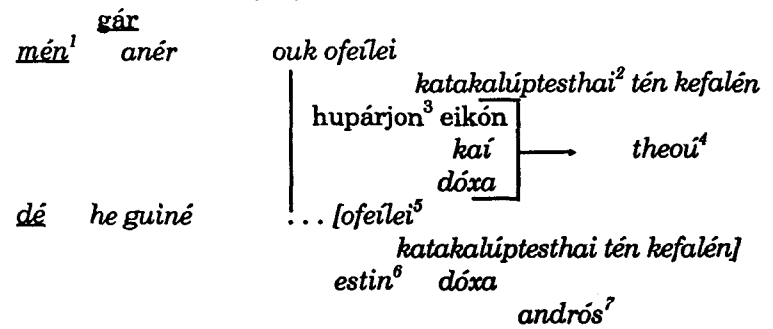 gár
mén¹ anér ouk ofeílei
katakalúptesthai² tén kefalén
hupárjon³ eikón
kaí theoú⁴
dóxa
dé he guiné ... [ofeílei⁵
katakalúptesthai tén kefalén]
estin⁶ dóxa
andrós⁷